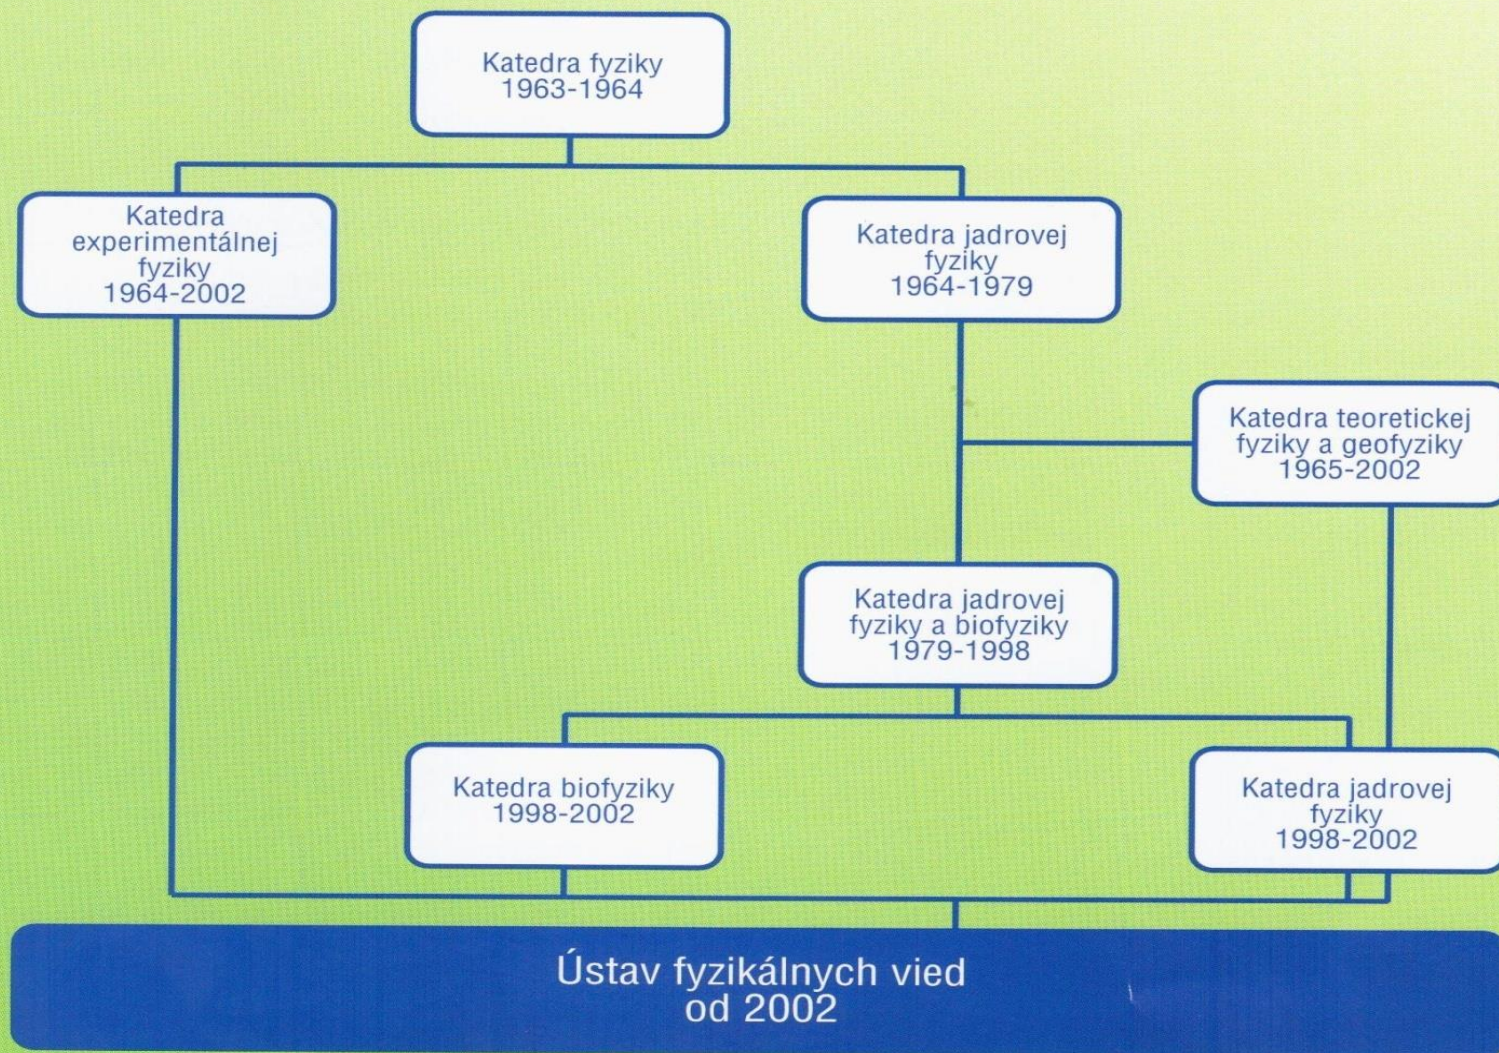 Katedra fyziky
1963-1964
Katedra
experimentálnej
fyziky
1964-2002
Katedra jadrovej
fyziky
1964-1979
Katedra teoretickej
fyziky a geofyziky
1965-2002
Katedra jadrovej
fyziky a biofyziky
1979-1998
Katedra biofyziky
1998-2002
Katedra jadrovej
fyziky
1998-2002
Ústav fyzikálnych vied
od 2002